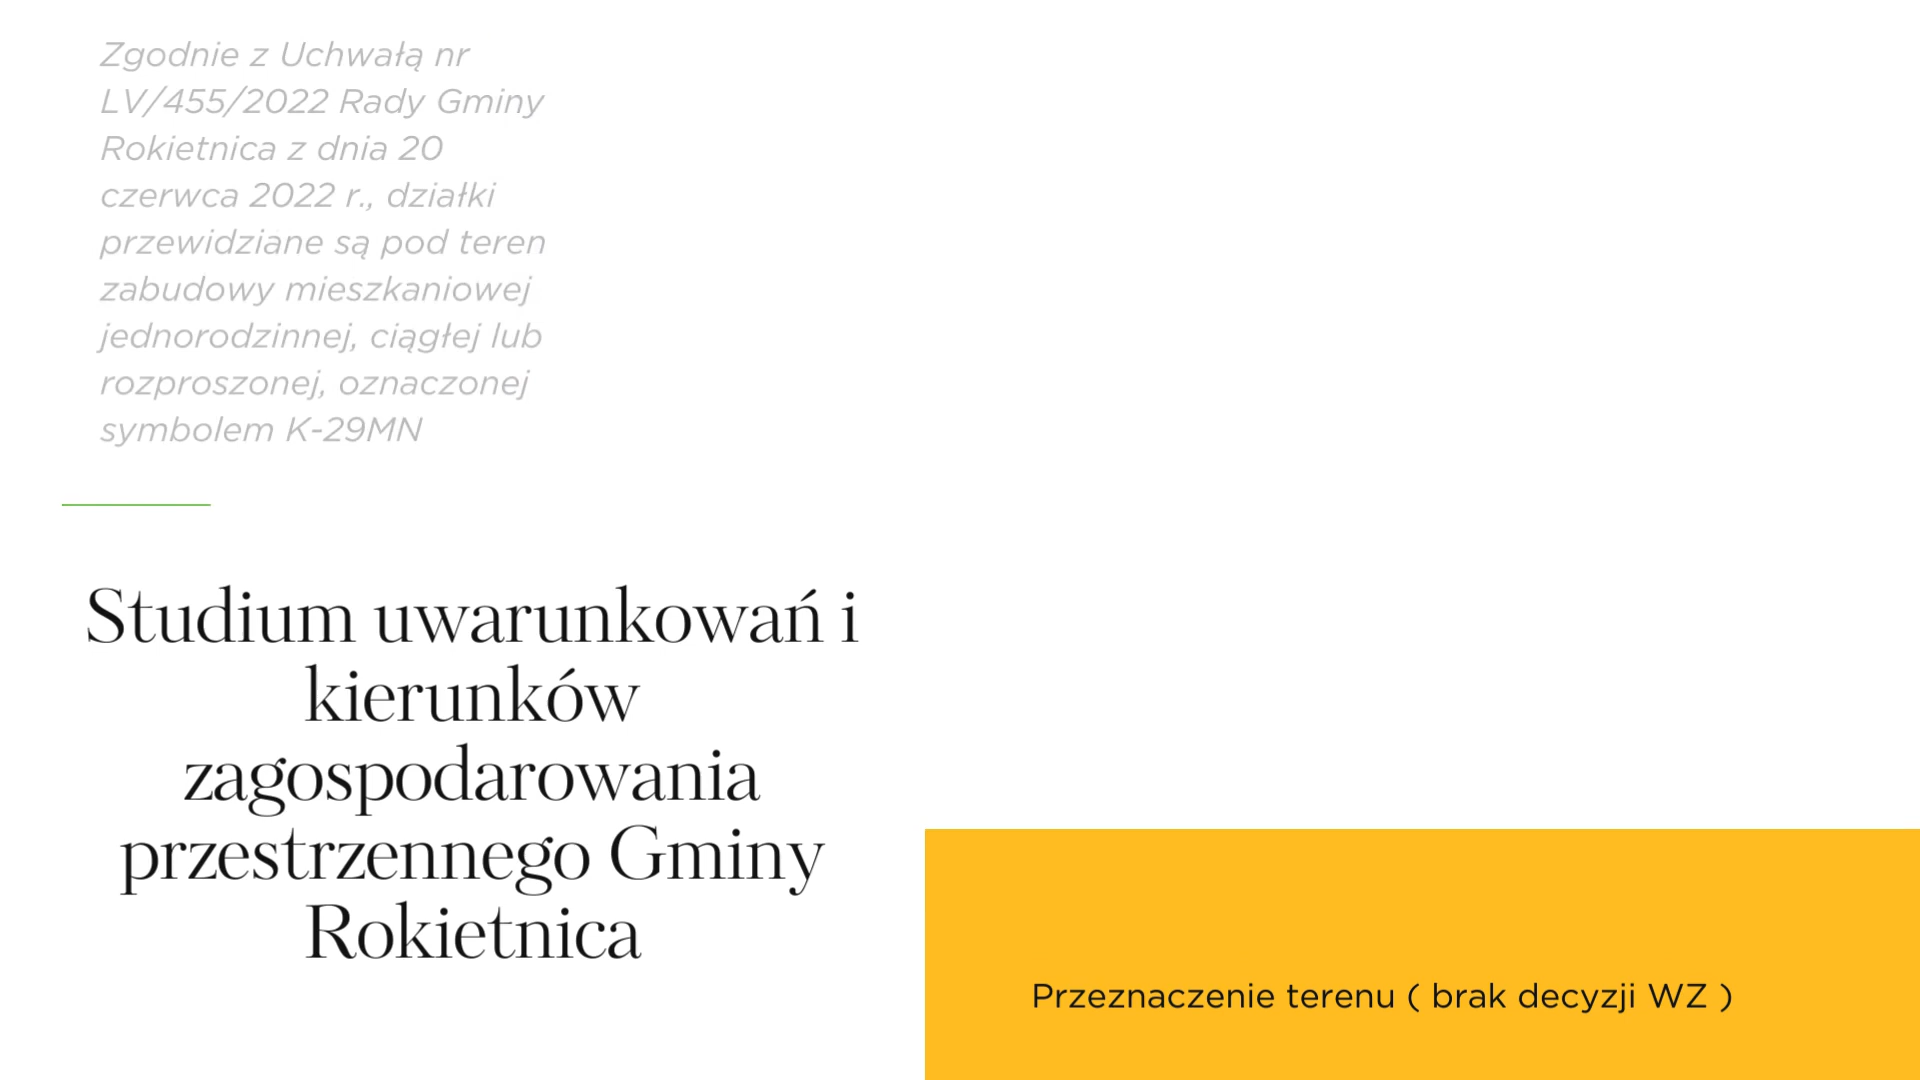 Zgodnie z Uchwałą nr
LV/455/2022 Rady Gminy
Rokietnica z dnia 20
czerwca 2022 r., działki
przewidziane są pod teren
zabudowy mieszkaniowej
jednorodzinnej, ciągłej lub
rozproszonej, oznaczonej
symbolem K-29MN
Studium uwarunkowań i
kierunków
zagospodarowania
przestrzennego Gminy
Rokietnica
Przeznaczenie terenu ( brak decyzji WZ )